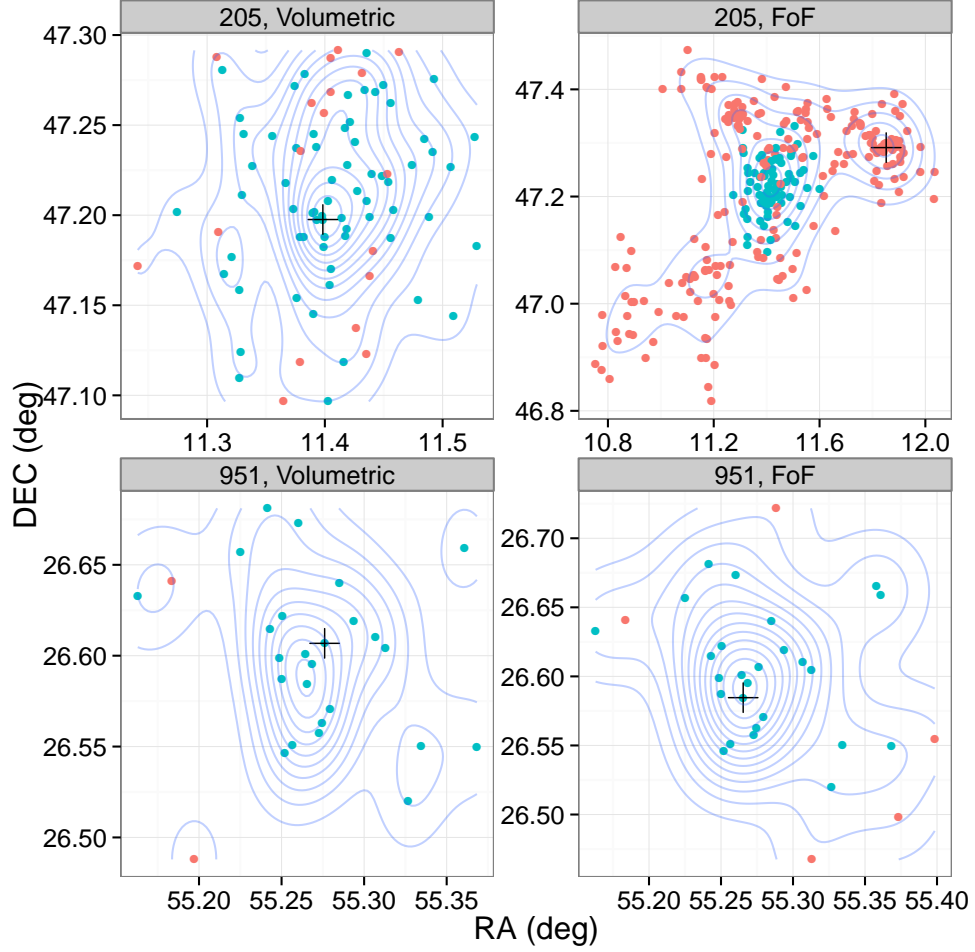 205, Volumetric
205, FoF
47.30
47.25
47.20
47.15
47.10
47.4
47.2
47.0
46.8
11.3 11.4 11.5
10.8 11.2 11.6 12.0
DEC (deg)
951, Volumetric
951, FoF
26.65
26.60
26.55
26.50
26.70
26.65
26.60
26.55
26.50
55.20 55.25 55.30 55.35
55.20 55.25 55.30 55.35 55.40
RA (deg)